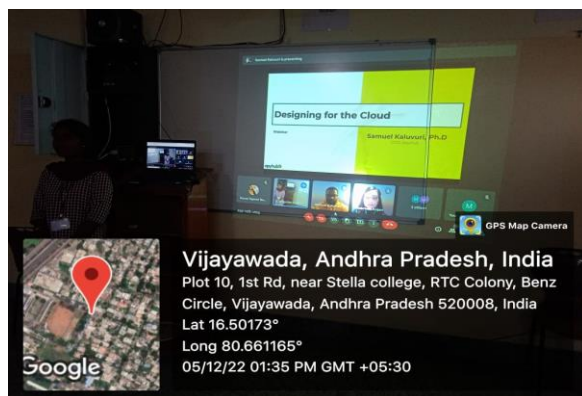 Designing for the Cloud
Samuel Kaluvuri, Ph.D
GPS Map Camera
Vijayawada, Andhra Pradesh, India
Plot 10, 1st Rd, near Stella college, RTC Colony, Benz
Circle, Vijayawada, Andhra Pradesh 520008, India
Lat 16.50173°
Long 80.661165°
05/12/22 01:35 PM GMT +05:30
Google